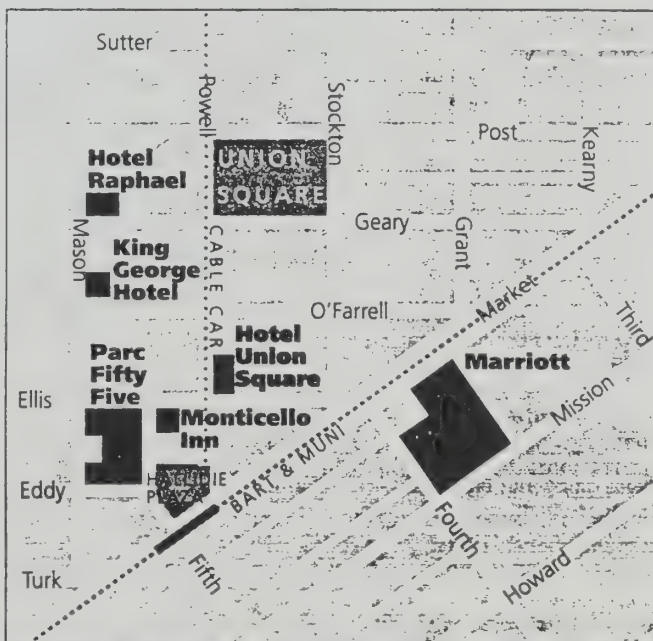 Sutter
Powell
Stockton
Post
Kearny
Hotel
Raphael
UNION
SQUARE
Mason
Geary
Grant
King
George
Hotel
CABLE CAR
O'Farrell
Market
Third
Hotel
Union
Square
Parc
Fifty
Five
Marriott
Ellis
Monticello
Inn
Mission
HALLIDIE
PLAZA
Eddy
BART & MUNI
Fifth
Fourth
Turk
Howard